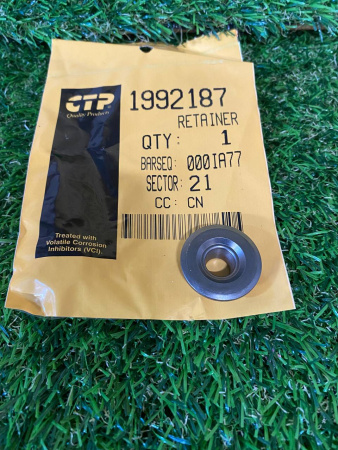 CTP
Quality Products
1992187
RETAINER
QTY: 1
BARSEQ: 000IA77
SECTOR: 21
CC: CN
Treated with
Volatile Corrosion
Inhibitors (VCI).